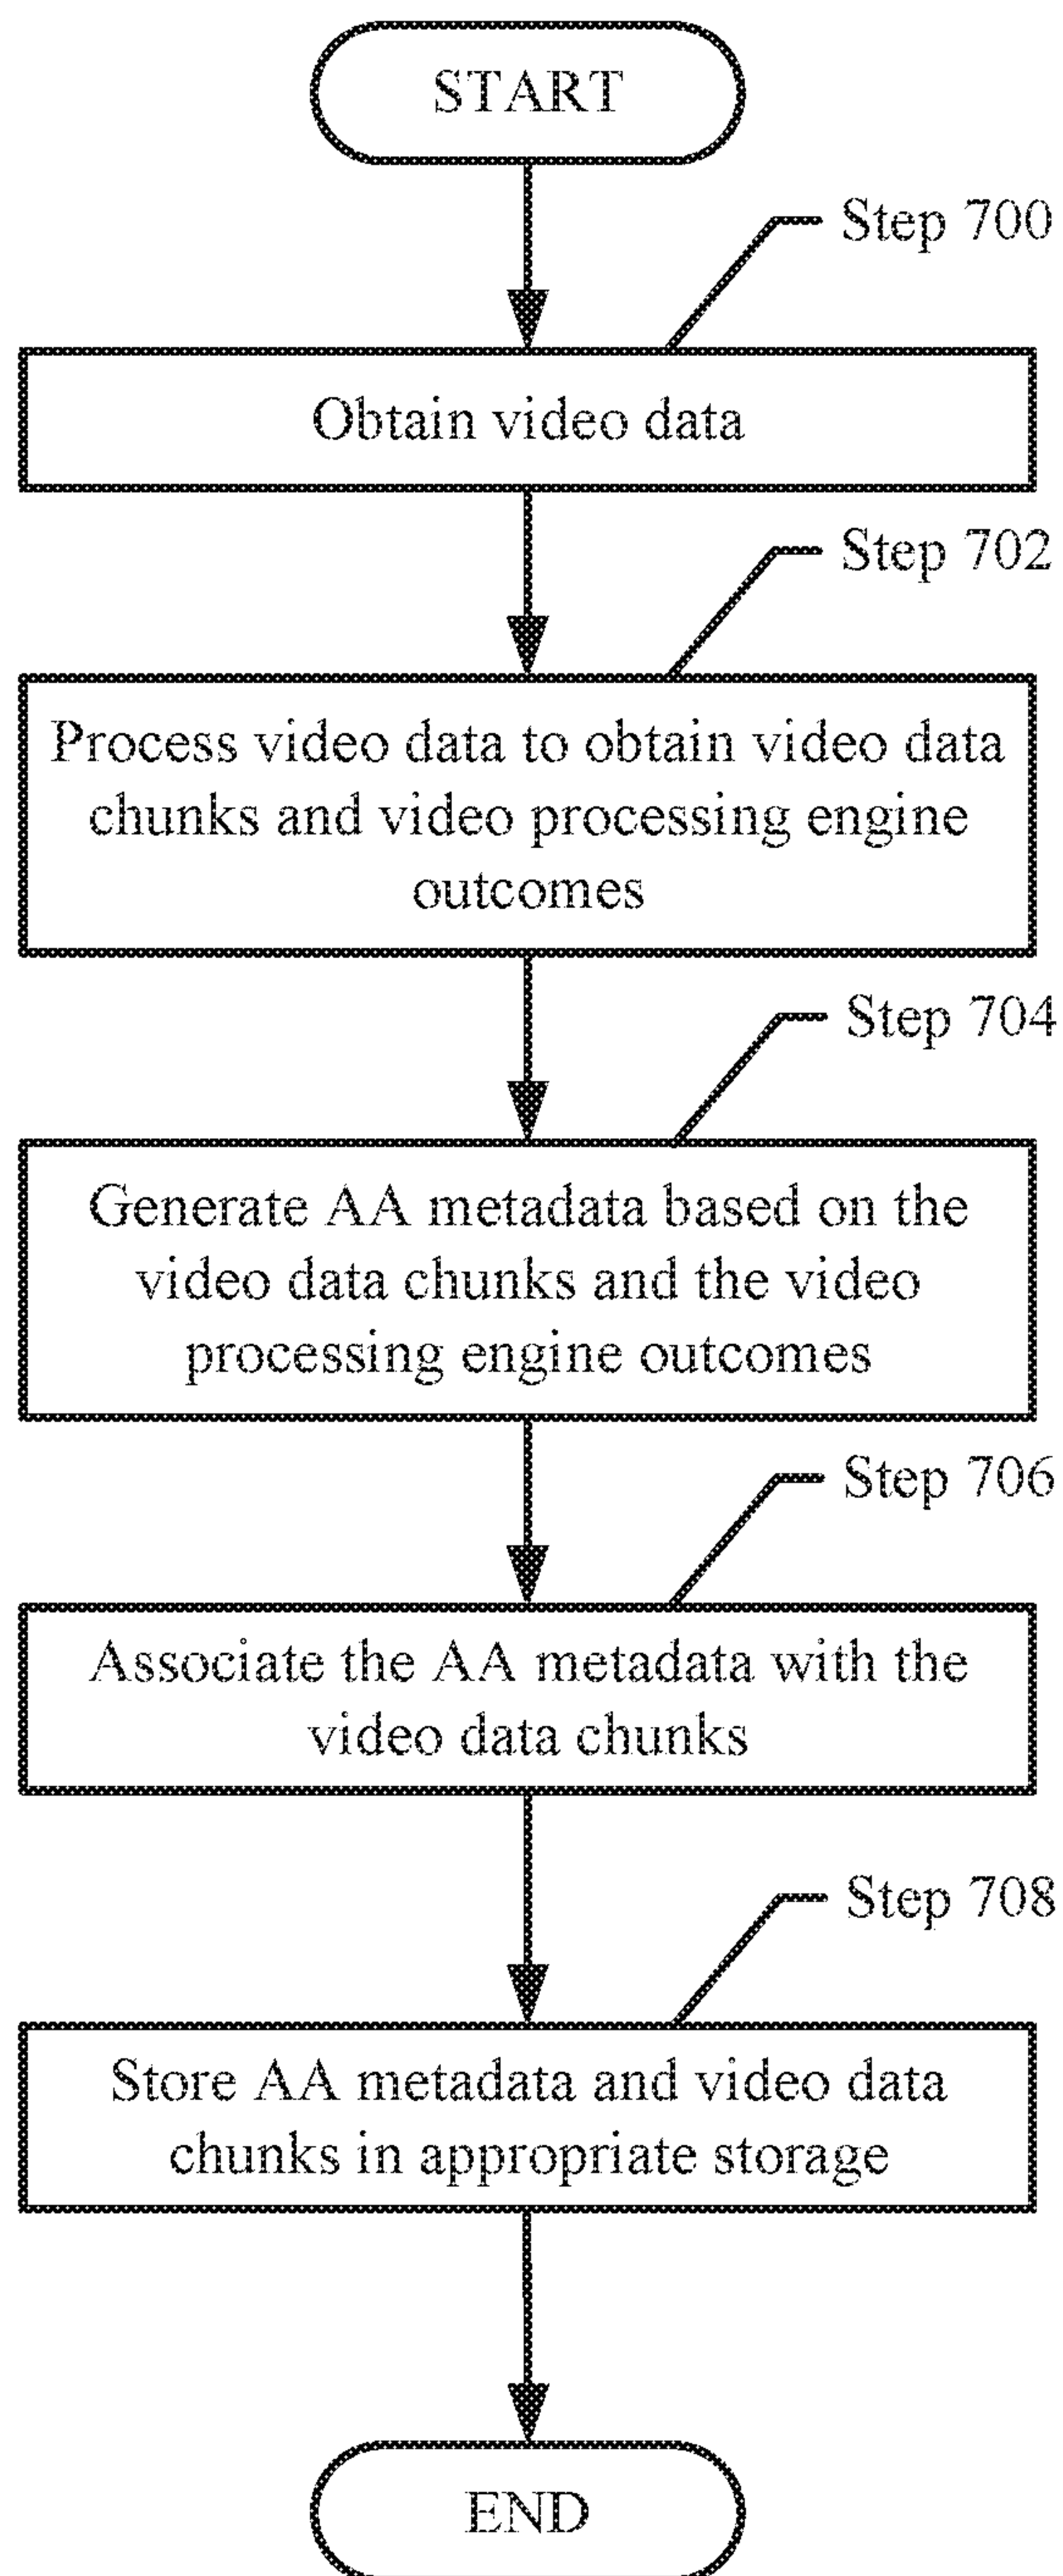 START
Step 700
Obtain video data
Step 702
Process video data to obtain video data
chunks and video processing engine
outcomes
Step 704
Generate AA metadata based on the
video data chunks and the video
processing engine outcomes
Step 706
Associate the AA metadata with the
video data chunks
Step 708
Store AA metadata and video data
chunks in appropriate storage
END